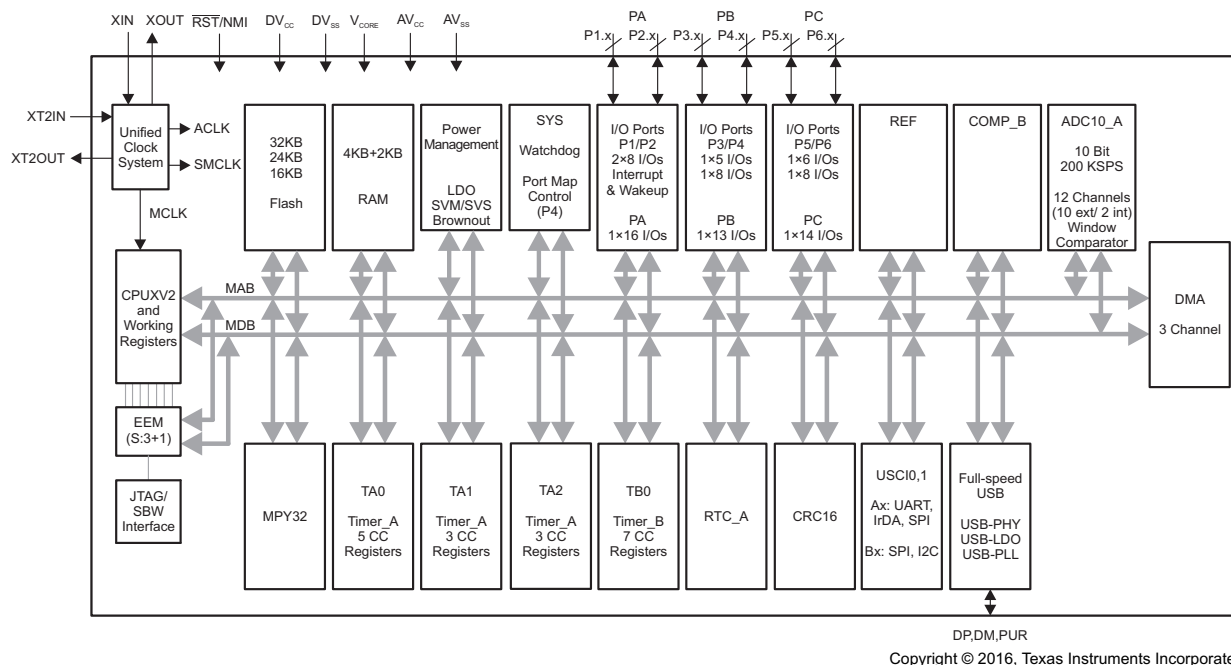 XIN XOUT RST/NMI DVCC DVSS VCORE AVCC AVSS
PA PB PC
P1.x P2.x P3.x P4.x P5.x P6.x
XT2IN
XT2OUT
Unified
Clock
System
ACLK
SMCLK
MCLK
32KB
24KB
16KB
Flash
4KB+2KB
RAM
Power
Management
LDO
SVM/SVS
Brownout
SYS
Watchdog
Port Map
Control
(P4)
I/O Ports
P1/P2
2×8 I/Os
Interrupt
& Wakeup
PA
1×16 I/Os
I/O Ports
P3/P4
1×5 I/Os
1×8 I/Os
PB
1×13 I/Os
I/O Ports
P5/P6
1×6 I/Os
1×8 I/Os
PC
1×14 I/Os
REF
COMP_B
ADC10_A
10 Bit
200 KSPS
12 Channels
(10 ext/ 2 int)
Window
Comparator
CPUXV2
and
Working
Registers
MAB
MDB
DMA
3 Channel
EEM
(S:3+1)
JTAG/
SBW
Interface
MPY32
TA0
Timer_A
5 CC
Registers
TA1
Timer_A
3 CC
Registers
TA2
Timer_A
3 CC
Registers
TB0
Timer_B
7 CC
Registers
RTC_A
CRC16
USCI0,1
Ax: UART,
IrDA, SPI
Bx: SPI, I2C
Full-speed
USB
USB-PHY
USB-LDO
USB-PLL
DP,DM,PUR
Copyright © 2016, Texas Instruments Incorporate